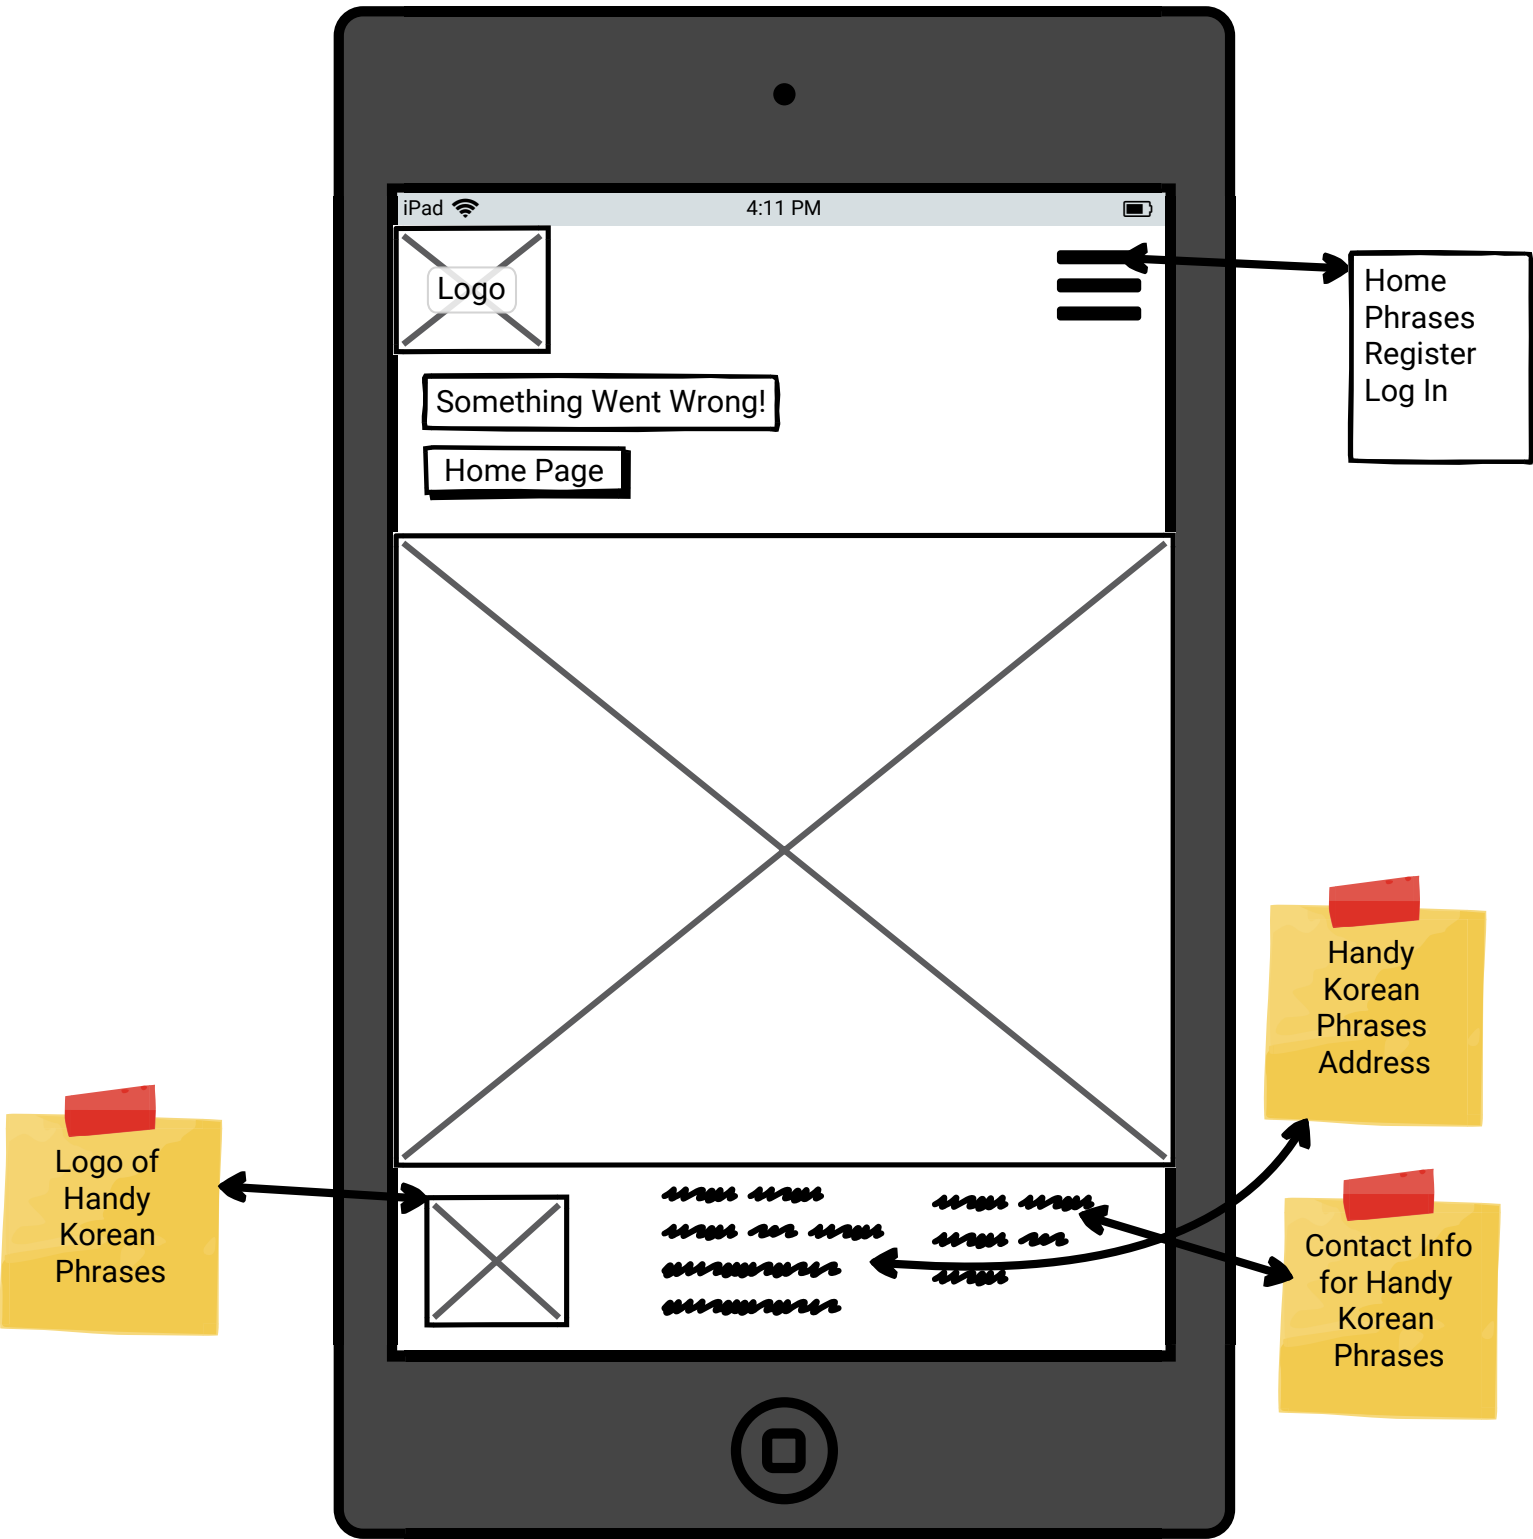 iPad
4:11 PM
Logo
Home
Phrases
Register
Log In
Something Went Wrong!
Home Page
Handy
Korean
Phrases
Address
Logo of
Handy
Korean
Phrases
Contact Info
for Handy
Korean
Phrases